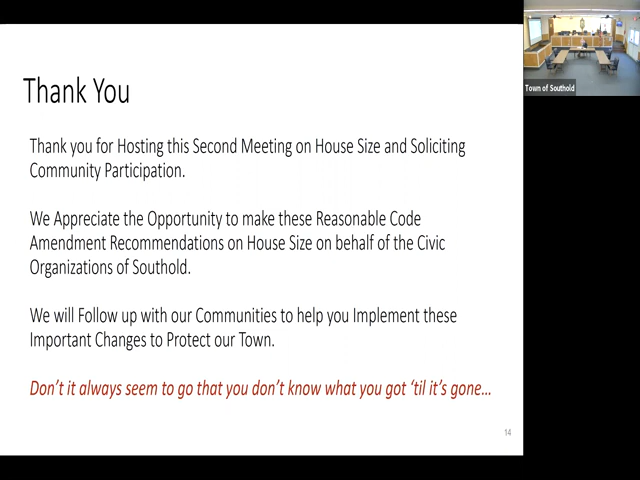 Thank You
Thank you for Hosting this Second Meeting on House Size and Soliciting
Community Participation.
We Appreciate the Opportunity to make these Reasonable Code
Amendment Recommendations on House Size on behalf of the Civic
Organizations of Southold.
We will Follow up with our Communities to help you Implement these
Important Changes to Protect our Town.
Don't it always seem to go that you don't know what you got ‘til it's gone…
14
Town of Southold